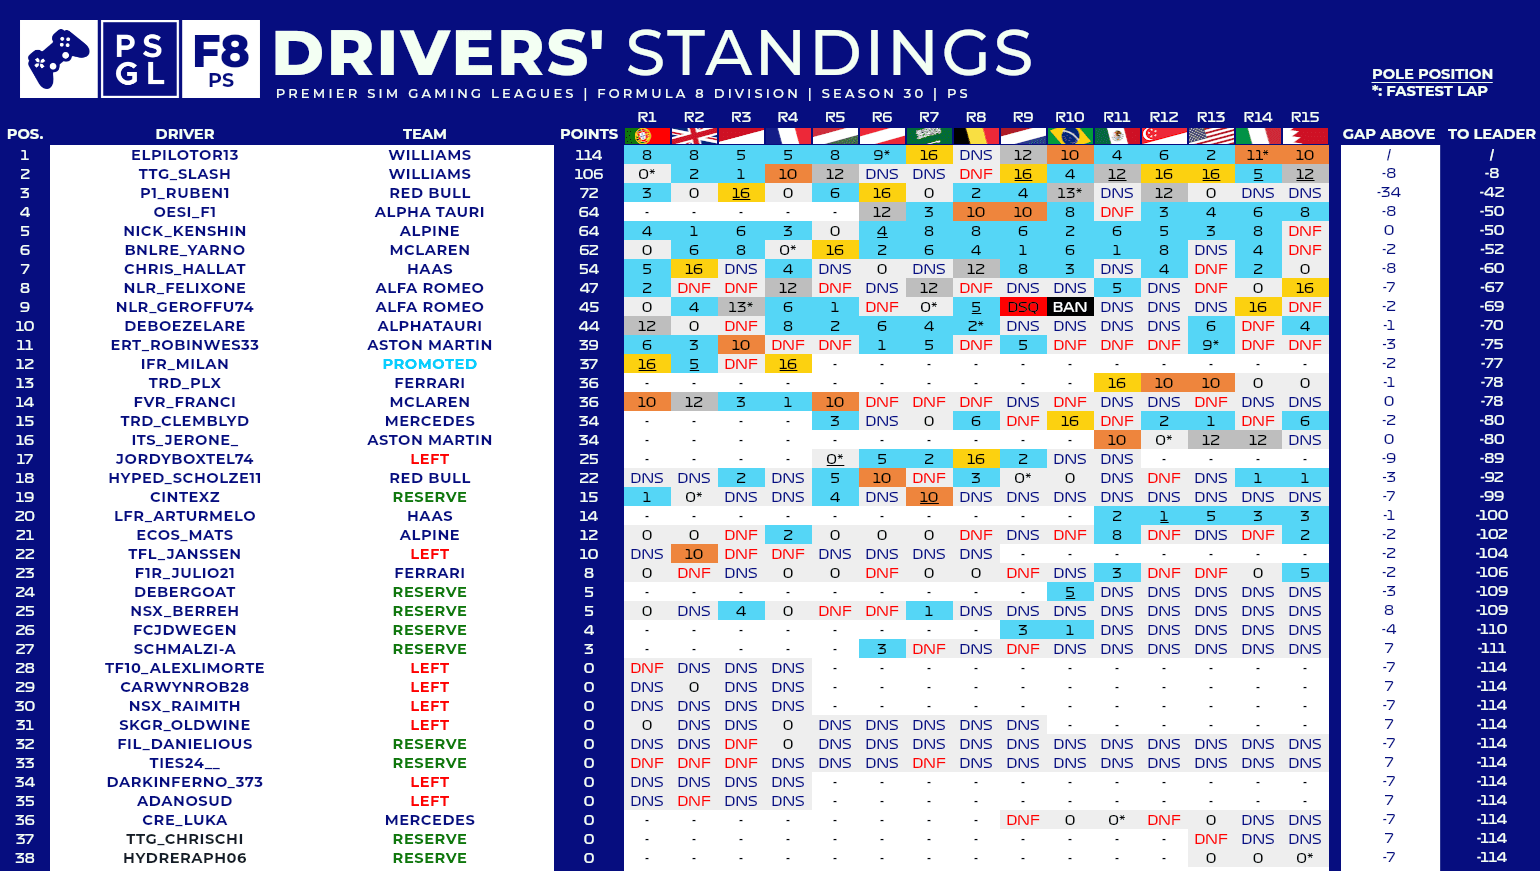 PS
GL
F8
PS
DRIVERS' STANDINGS
PREMIER SIM GAMING LEAGUES | FORMULA 8 DIVISION | SEASON 30 | PS
POLE POSITION
*: FASTEST LAP
R1 R2 R3 R4 R5 R6 R7 R8 R9 R10 R11 R12 R13 R14 R15
POS. DRIVER TEAM POINTS GAP ABOVE TO LEADER
1 ELPILOTOR13 WILLIAMS 114 8 8 5 5 8 9* 16 DNS 12 10 4 6 2 11* 10 / /
2 TTG_SLASH WILLIAMS 106 0* 2 1 10 12 DNS DNS DNF 16 4 12 16 16 5 12 -8 -8
3 P1_RUBEN1 RED BULL 72 3 0 16 0 6 16 0 2 4 13* DNS 12 0 DNS DNS -34 -42
4 OESI_F1 ALPHA TAURI 64 - - - - - 12 3 10 10 8 DNF 3 4 6 8 -8 -50
5 NICK_KENSHIN ALPINE 64 4 1 6 3 0 4 8 8 6 2 6 5 3 8 DNF 0 -50
6 BNLRE_YARNO MCLAREN 62 0 6 8 0* 16 2 6 4 1 6 1 8 DNS 4 DNF -2 -52
7 CHRIS_HALLAT HAAS 54 5 16 DNS 4 DNS 0 DNS 12 8 3 DNS 4 DNF 2 0 -8 -60
8 NLR_FELIXONE ALFA ROMEO 47 2 DNF DNF 12 DNF DNS 12 DNF DNS DNS 5 DNS DNF 0 16 -7 -67
9 NLR_GEROFFU74 ALFA ROMEO 45 0 4 13* 6 1 DNF 0* 5 DSQ BAN DNS DNS DNS 16 DNF -2 -69
10 DEBOEZELARE ALPHATAURI 44 12 0 DNF 8 2 6 4 2* DNS DNS DNS DNS 6 DNF 4 -1 -70
11 ERT_ROBINWES33 ASTON MARTIN 39 6 3 10 DNF DNF 1 5 DNF 5 DNF DNF DNF 9* DNF DNF -3 -75
12 IFR_MILAN PROMOTED 37 16 5 DNF 16 - - - - - - - - - - - -2 -77
13 TRD_PLX FERRARI 36 - - - - - - - - - - 16 10 10 0 0 -1 -78
14 FVR_FRANCI MCLAREN 36 10 12 3 1 10 DNF DNF DNF DNS DNF DNS DNS DNF DNS DNS 0 -78
15 TRD_CLEMBLYD MERCEDES 34 - - - - 3 DNS 0 6 DNF 16 DNF 2 1 DNF 6 -2 -80
16 ITS_JERONE_ ASTON MARTIN 34 - - - - - - - - - - 10 0* 12 12 DNS 0 -80
17 JORDYBOXTEL74 LEFT 25 - - - - 0* 5 2 16 2 DNS DNS - - - - -9 -89
18 HYPED_SCHOLZE11 RED BULL 22 DNS DNS 2 DNS 5 10 DNF 3 0* 0 DNS DNF DNS 1 1 -3 -92
19 CINTEXZ RESERVE 15 1 0* DNS DNS 4 DNS 10 DNS DNS DNS DNS DNS DNS DNS DNS -7 -99
20 LFR_ARTURMELO HAAS 14 - - - - - - - - - - 2 1 5 3 3 -1 -100
21 ECOS_MATS ALPINE 12 0 0 DNF 2 0 0 0 DNF DNS DNF 8 DNF DNS DNF 2 -2 -102
22 TFL_JANSSEN LEFT 10 DNS 10 DNF DNF DNS DNS DNS DNS - - - - - - - -2 -104
23 F1R_JULIO21 FERRARI 8 0 DNF DNS 0 0 DNF 0 0 DNF DNS 3 DNF DNF 0 5 -2 -106
24 DEBERGOAT RESERVE 5 - - - - - - - - - 5 DNS DNS DNS DNS DNS -3 -109
25 NSX_BERREH RESERVE 5 0 DNS 4 0 DNF DNF 1 DNS DNS DNS DNS DNS DNS DNS DNS 8 -109
26 FCJDWEGEN RESERVE 4 - - - - - - - - 3 1 DNS DNS DNS DNS DNS -4 -110
27 SCHMALZI-A RESERVE 3 - - - - - 3 DNF DNS DNF DNS DNS DNS DNS DNS DNS 7 -111
28 TF10_ALEXLIMORTE LEFT 0 DNF DNS DNS DNS - - - - - - - - - - - -7 -114
29 CARWYNROB28 LEFT 0 DNS 0 DNS DNS - - - - - - - - - - - 7 -114
30 NSX_RAIMITH LEFT 0 DNS DNS DNS DNS - - - - - - - - - - - -7 -114
31 SKGR_OLDWINE LEFT 0 0 DNS DNS 0 DNS DNS DNS DNS DNS - - - - - - 7 -114
32 FIL_DANIELIOUS RESERVE 0 DNS DNS DNF 0 DNS DNS DNS DNS DNS DNS DNS DNS DNS DNS DNS -7 -114
33 TIES24__ RESERVE 0 DNF DNF DNF DNS DNS DNS DNF DNS DNS DNS DNS DNS DNS DNS DNS 7 -114
34 DARKINFERNO_373 LEFT 0 DNS DNS DNS DNS - - - - - - - - - - - -7 -114
35 ADANOSUD LEFT 0 DNS DNF DNS DNS - - - - - - - - - - - 7 -114
36 CRE_LUKA MERCEDES 0 - - - - - - - - DNF 0 0* DNF 0 DNS DNS -7 -114
37 TTG_CHRISCHI RESERVE 0 - - - - - - - - - - - - DNF DNS DNS 7 -114
38 HYDRERAPH06 RESERVE 0 - - - - - - - - - - - - 0 0 0* -7 -114